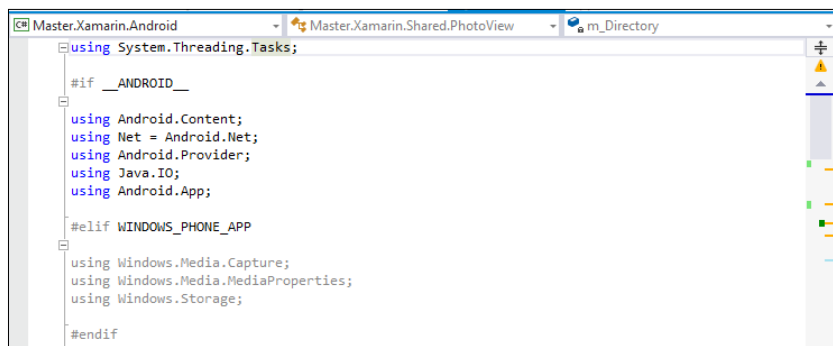 C# Master.Xamarin.Android Master.Xamarin.Shared.PhotoView m_Directory
using System.Threading.Tasks;
#if __ANDROID__
using Android.Content;
using Net = Android.Net;
using Android.Provider;
using Java.IO;
using Android.App;
#elif WINDOWS_PHONE_APP
using Windows.Media.Capture;
using Windows.Media.MediaProperties;
using Windows.Storage;
#endif